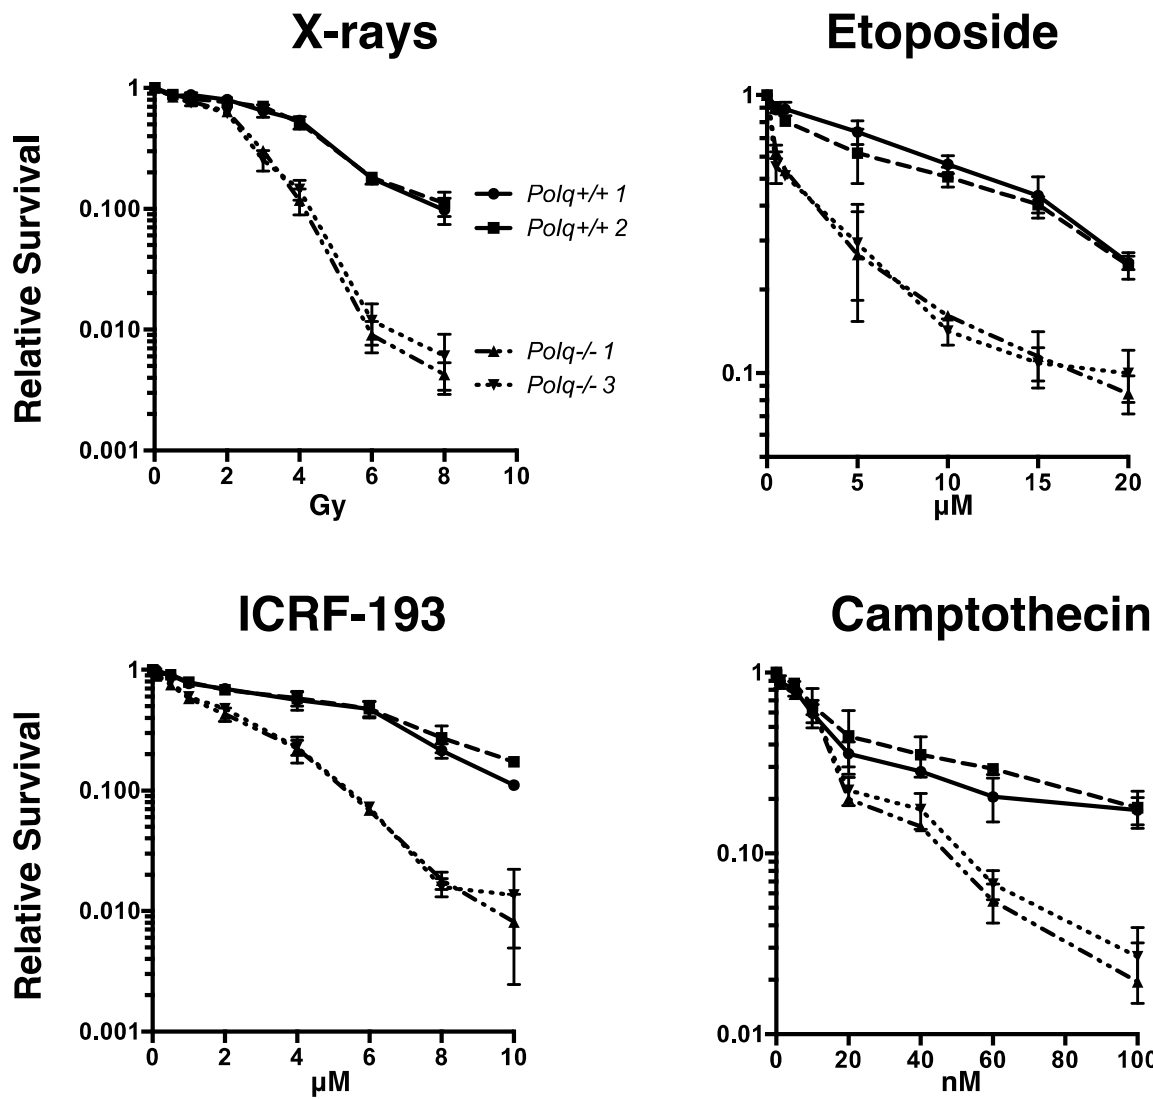 X-rays
Relative Survival
1
0.100
0.010
0.001
0 2 4 6 8 10
Gy
Polq+/+ 1
Polq+/+ 2
Polq-/- 1
Polq-/- 3
Etoposide
1
0.1
0 5 10 15 20
µM
ICRF-193
Relative Survival
1
0.100
0.010
0.001
0 2 4 6 8 10
µM
Camptothecin
1
0.10
0.01
0 20 40 60 80 100
nM